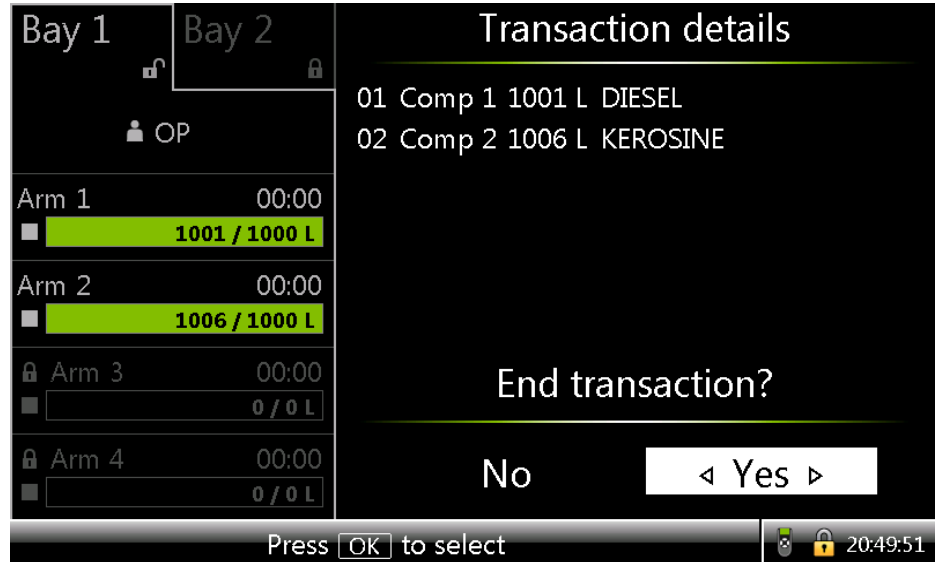 Bay 1
Bay 2
OP
Arm 1 00:00
1001 / 1000 L
Arm 2 00:00
1006 / 1000 L
Arm 3 00:00
0 / 0 L
Arm 4 00:00
0 / 0 L
Transaction details
01 Comp 1 1001 L DIESEL
02 Comp 2 1006 L KEROSINE
End transaction?
No Yes
Press OK to select
20:49:51